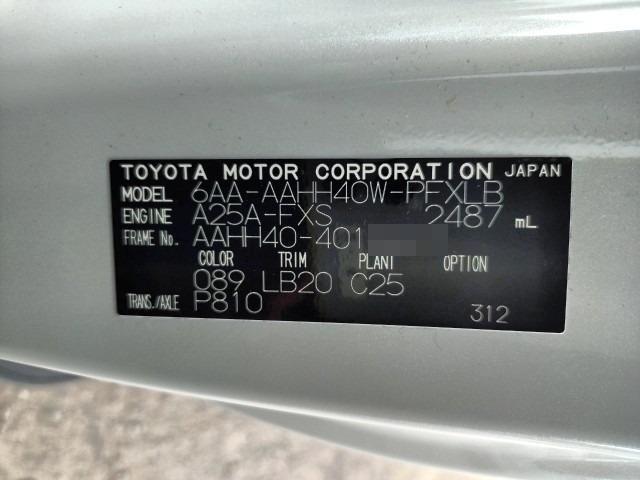 TOYOTA MOTOR CORPORATION JAPAN
MODEL 6AA-AAHH40W-PFXLB
ENGINE A25A-FXS 2487 mL
FRAME No. AAHH40-401
COLOR TRIM PLANT OPTION
089 LB20 C25
TRANS./AXLE P810 312